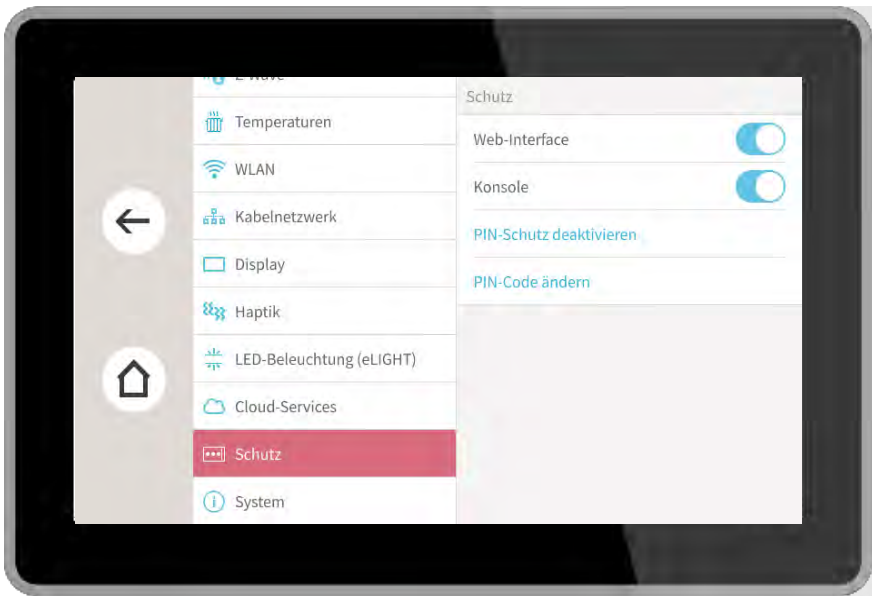 Z-Wave
Temperaturen
WLAN
Kabelnetzwerk
Display
Haptik
LED-Beleuchtung (eLIGHT)
Cloud-Services
Schutz
System
Schutz
Web-Interface
Konsole
PIN-Schutz deaktivieren
PIN-Code ändern